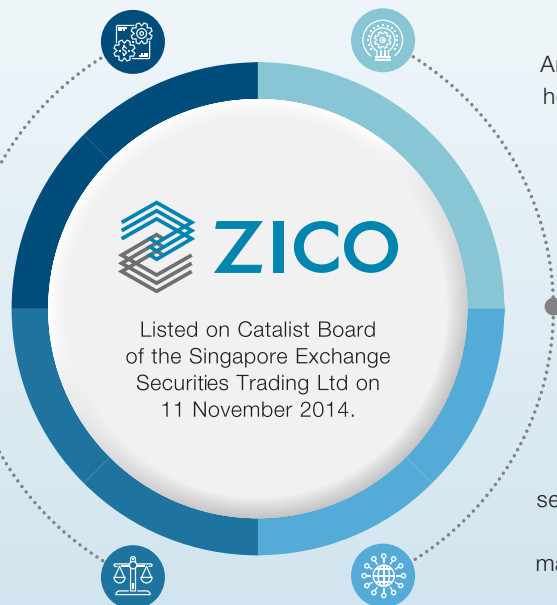 ZICO
Listed on Catalist Board
of the Singapore Exchange
Securities Trading Ltd on
11 November 2014.